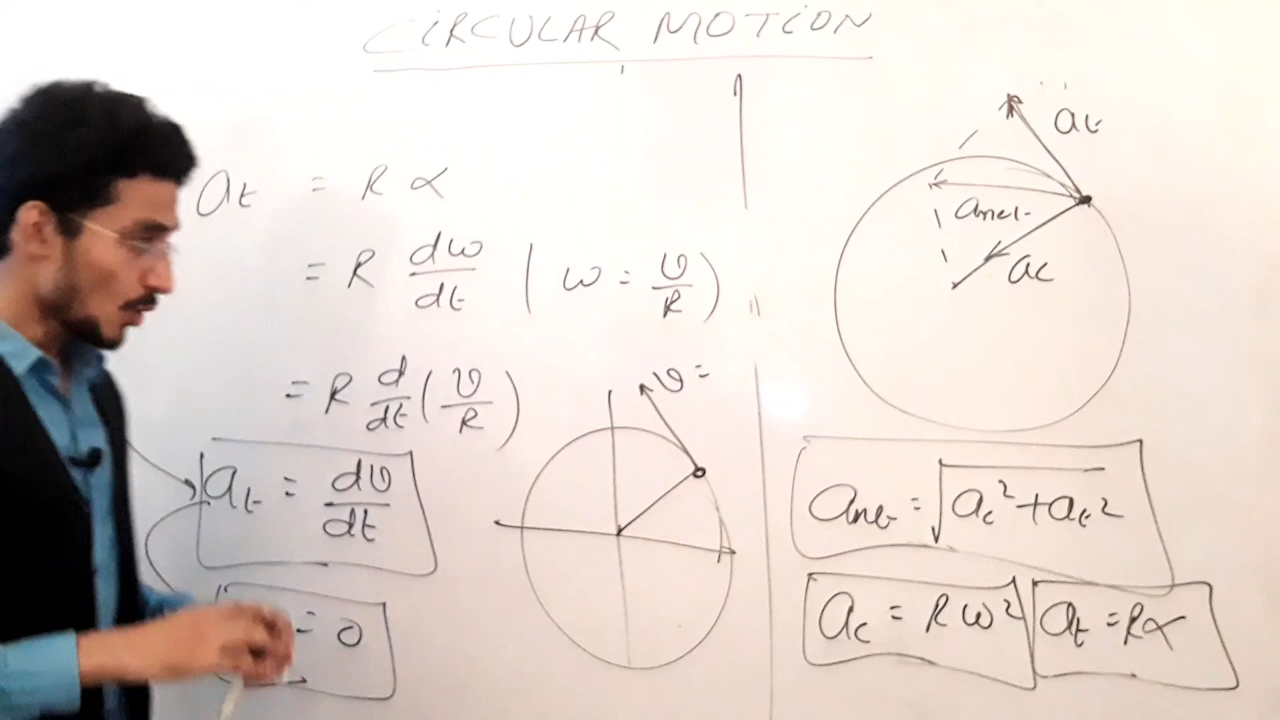 CIRCULAR MOTION
at = R α
= R dω/dt ( ω = v/R )
= R d/dt ( v/R )
at = dv/dt
= 0
v =
at
anet
ac
anet = √ac² + at²
ac = R ω²
at = Rα